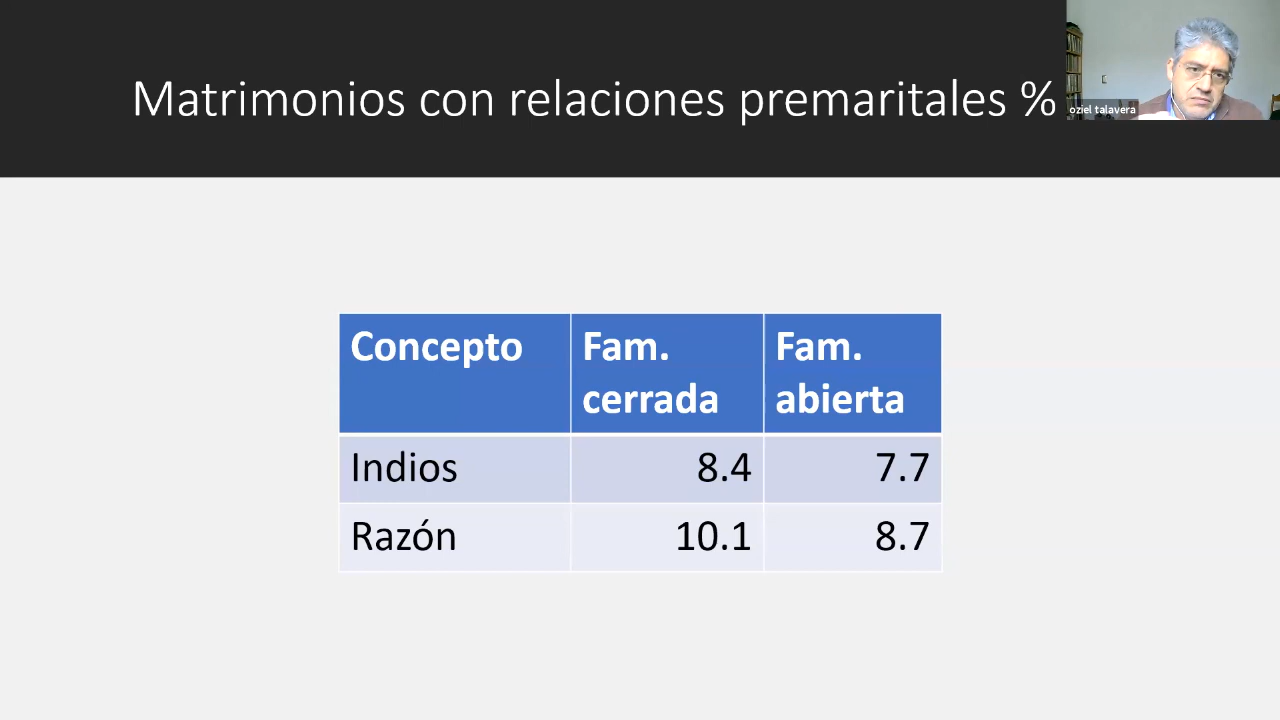 Matrimonios con relaciones premaritales %
oziel talavera
Concepto
Fam. cerrada
Fam. abierta
Indios
8.4
7.7
Razón
10.1
8.7